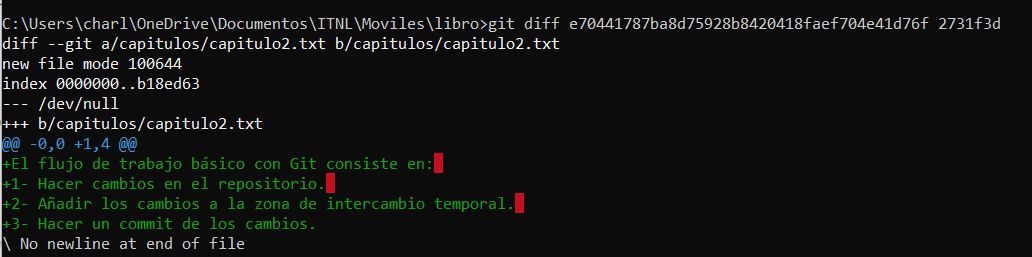 C:\Users\charl\OneDrive\Documentos\ITNL\Moviles\libro>git diff e70441787ba8d75928b8420418faef704e41d76f 2731f3d
diff --git a/capitulos/capitulo2.txt b/capitulos/capitulo2.txt
new file mode 100644
index 0000000..b18ed63
--- /dev/null
+++ b/capitulos/capitulo2.txt
@@ -0,0 +1,4 @@
+El flujo de trabajo básico con Git consiste en:
+1- Hacer cambios en el repositorio.
+2- Añadir los cambios a la zona de intercambio temporal.
+3- Hacer un commit de los cambios.
\ No newline at end of file